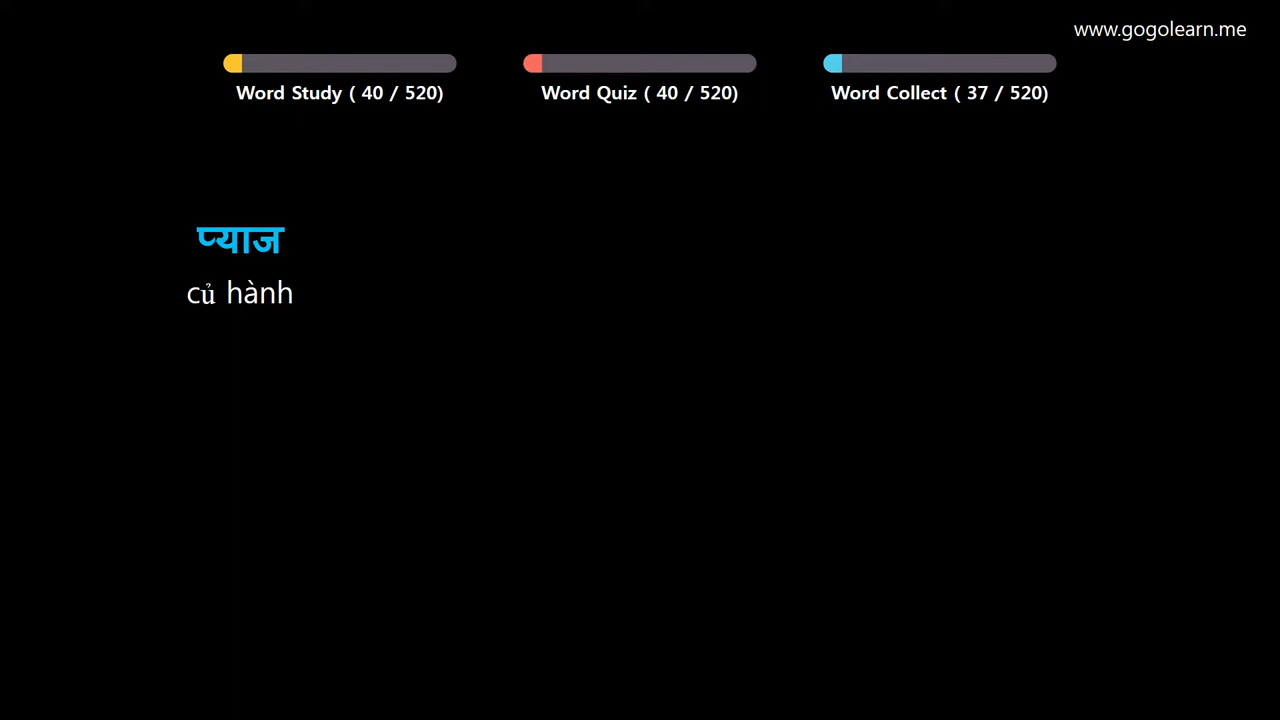 www.gogolearn.me
Word Study ( 40 / 520)
Word Quiz ( 40 / 520)
Word Collect ( 37 / 520)
प्याज
củ hành